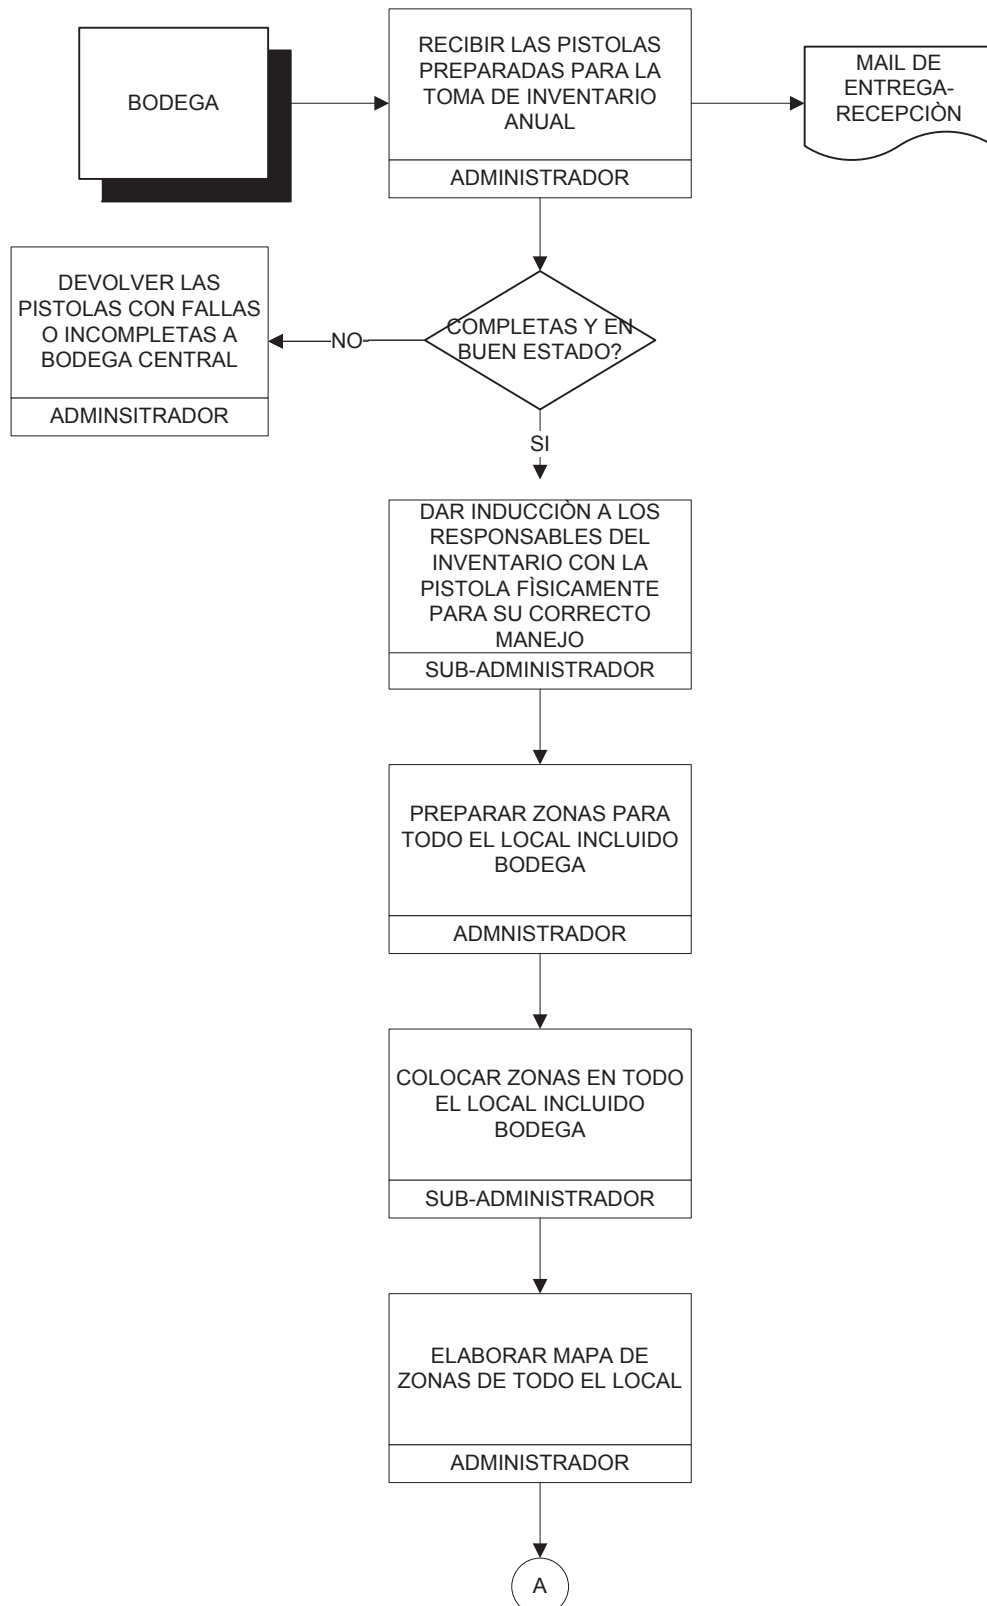 BODEGA
RECIBIR LAS PISTOLAS
PREPARADAS PARA LA
TOMA DE INVENTARIO
ANUAL
ADMINISTRADOR
MAIL DE
ENTREGA-
RECEPCIÒN
DEVOLVER LAS
PISTOLAS CON FALLAS
O INCOMPLETAS A
BODEGA CENTRAL
ADMINSITRADOR
NO
COMPLETAS Y EN
BUEN ESTADO?
SI
DAR INDUCCIÒN A LOS
RESPONSABLES DEL
INVENTARIO CON LA
PISTOLA FÌSICAMENTE
PARA SU CORRECTO
MANEJO
SUB-ADMINISTRADOR
PREPARAR ZONAS PARA
TODO EL LOCAL INCLUIDO
BODEGA
ADMNISTRADOR
COLOCAR ZONAS EN TODO
EL LOCAL INCLUIDO
BODEGA
SUB-ADMINISTRADOR
ELABORAR MAPA DE
ZONAS DE TODO EL LOCAL
ADMINISTRADOR
A